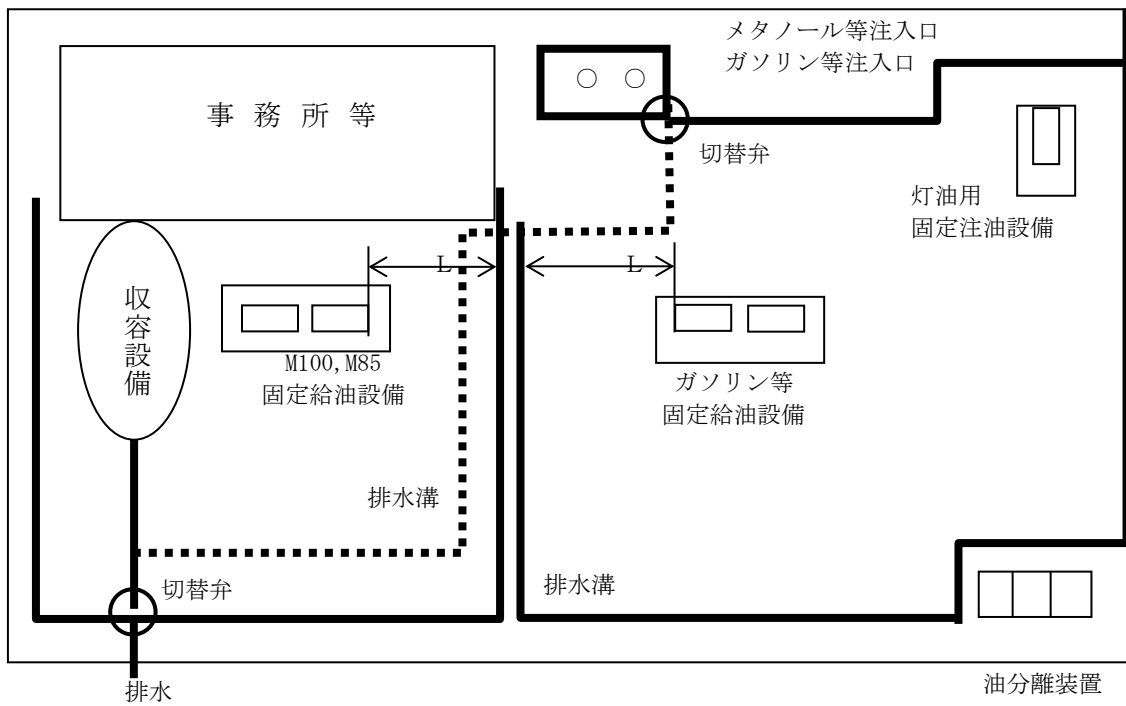 メタノール等注入口
ガソリン等注入口
事務所等
切替弁
灯油用
固定注油設備
L
L
収容設備
M100,M85
固定給油設備
ガソリン等
固定給油設備
排水溝
切替弁
排水溝
排水
油分離装置